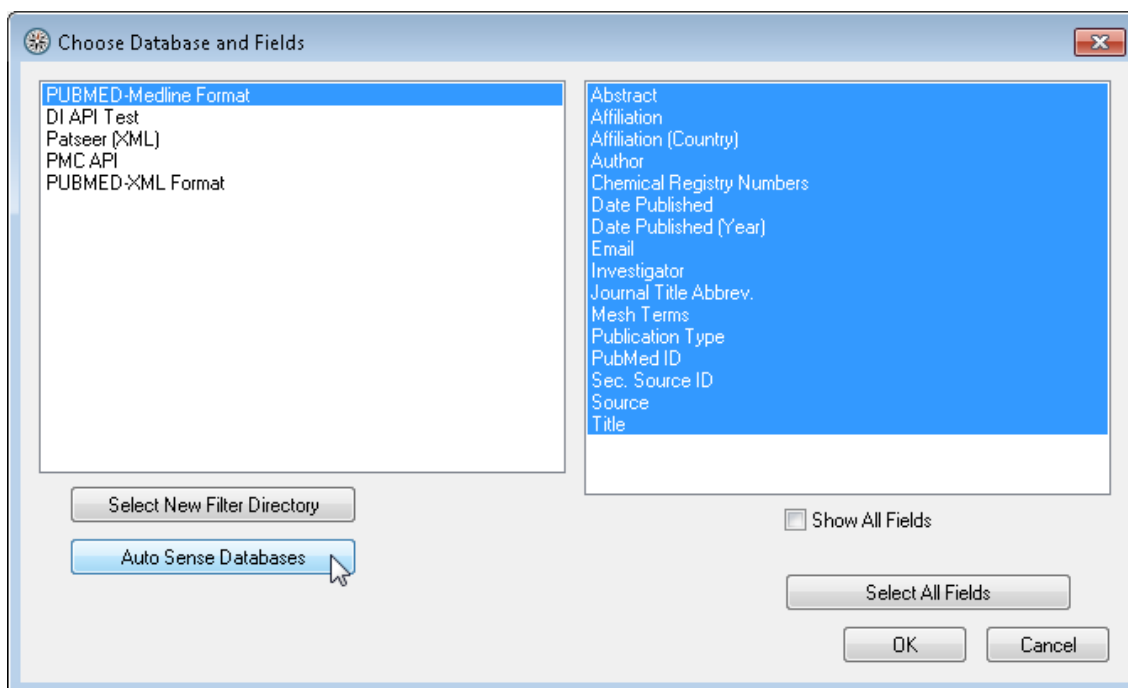 Choose Database and Fields
PUBMED-Medline Format
DI API Test
Patseer (XML)
PMC API
PUBMED-XML Format
Abstract
Affiliation
Affiliation (Country)
Author
Chemical Registry Numbers
Date Published
Date Published (Year)
Email
Investigator
Journal Title Abbrev.
Mesh Terms
Publication Type
PubMed ID
Sec. Source ID
Source
Title
Select New Filter Directory
Auto Sense Databases
Show All Fields
Select All Fields
OK
Cancel